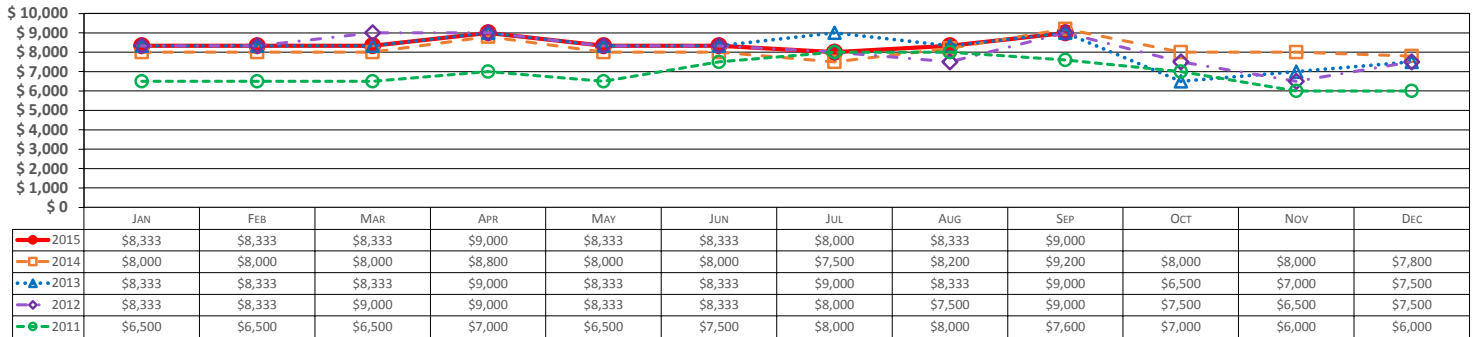 $ 10,000
$ 9,000
$ 8,000
$ 7,000
$ 6,000
$ 5,000
$ 4,000
$ 3,000
$ 2,000
$ 1,000
$ 0
JAN FEB MAR APR MAY JUN JUL AUG SEP OCT NOV DEC
2015 $8,333 $8,333 $8,333 $9,000 $8,333 $8,333 $8,000 $8,333 $9,000
2014 $8,000 $8,000 $8,000 $8,800 $8,000 $8,000 $7,500 $8,200 $9,200 $8,000 $8,000 $7,800
2013 $8,333 $8,333 $8,333 $9,000 $8,333 $8,333 $9,000 $8,333 $9,000 $6,500 $7,000 $7,500
2012 $8,333 $8,333 $9,000 $9,000 $8,333 $8,333 $8,000 $7,500 $9,000 $7,500 $6,500 $7,500
2011 $6,500 $6,500 $6,500 $7,000 $6,500 $7,500 $8,000 $8,000 $7,600 $7,000 $6,000 $6,000